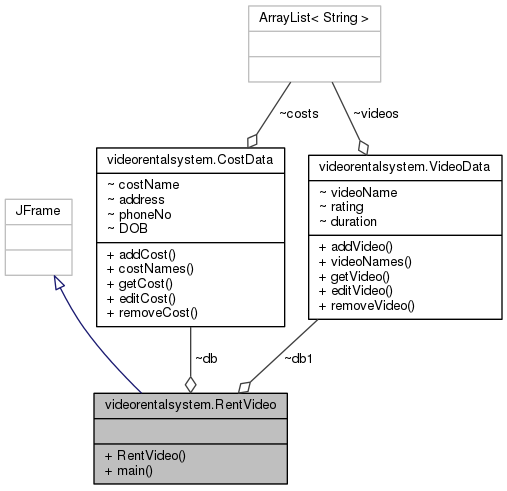 ArrayList< String >
~costs
~videos
videorentalsystem.CostData
~ costName
~ address
~ phoneNo
~ DOB
+ addCost()
+ costNames()
+ getCost()
+ editCost()
+ removeCost()
videorentalsystem.VideoData
~ videoName
~ rating
~ duration
+ addVideo()
+ videoNames()
+ getVideo()
+ editVideo()
+ removeVideo()
JFrame
~db
~db1
videorentalsystem.RentVideo
+ RentVideo()
+ main()